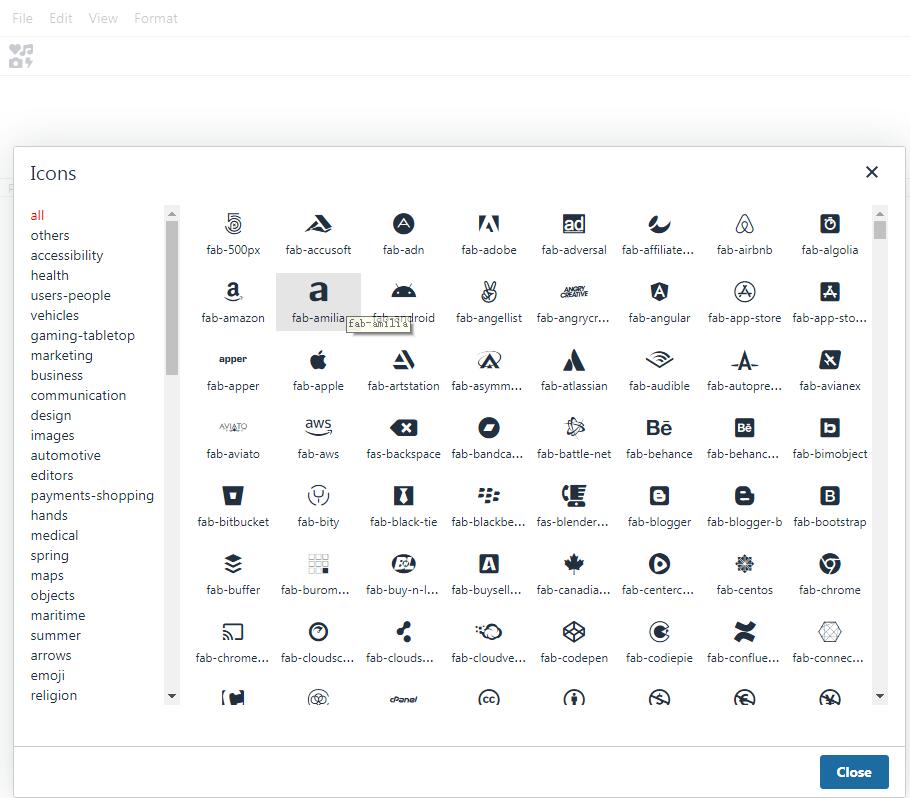 File Edit View Format
Icons
all
others
accessibility
health
users-people
vehicles
gaming-tabletop
marketing
business
communication
design
images
automotive
editors
payments-shopping
hands
medical
spring
maps
objects
maritime
summer
arrows
emoji
religion
fab-500px fab-accusoft fab-adn fab-adobe fab-adversal fab-affiliate... fab-airbnb fab-algolia
ad
a
fab-amazon fab-amilia fab-android fab-angellist fab-angrycr... fab-angular fab-app-store fab-app-sto...
a ANGRY
CREATIVE
fab-amilia
apper
fab-apper fab-apple fab-artstation fab-asymm... fab-atlassian fab-audible fab-autopre... fab-avianex
AVIATO aws Bē Bē b
fab-aviato fab-aws fas-backspace fab-bandca... fab-battle-net fab-behance fab-behanc... fab-bimobject
B
fab-bitbucket fab-bity fab-black-tie fab-blackbe... fas-blender... fab-blogger fab-blogger-b fab-bootstrap
fab-buffer fab-burom... fab-buy-n-l... fab-buysell... fab-canadia... fab-centerc... fab-centos fab-chrome
fab-chrome... fab-cloudsc... fab-clouds... fab-cloudve... fab-codepen fab-codiepie fab-conflue... fab-connec...
cPanel cc
Close